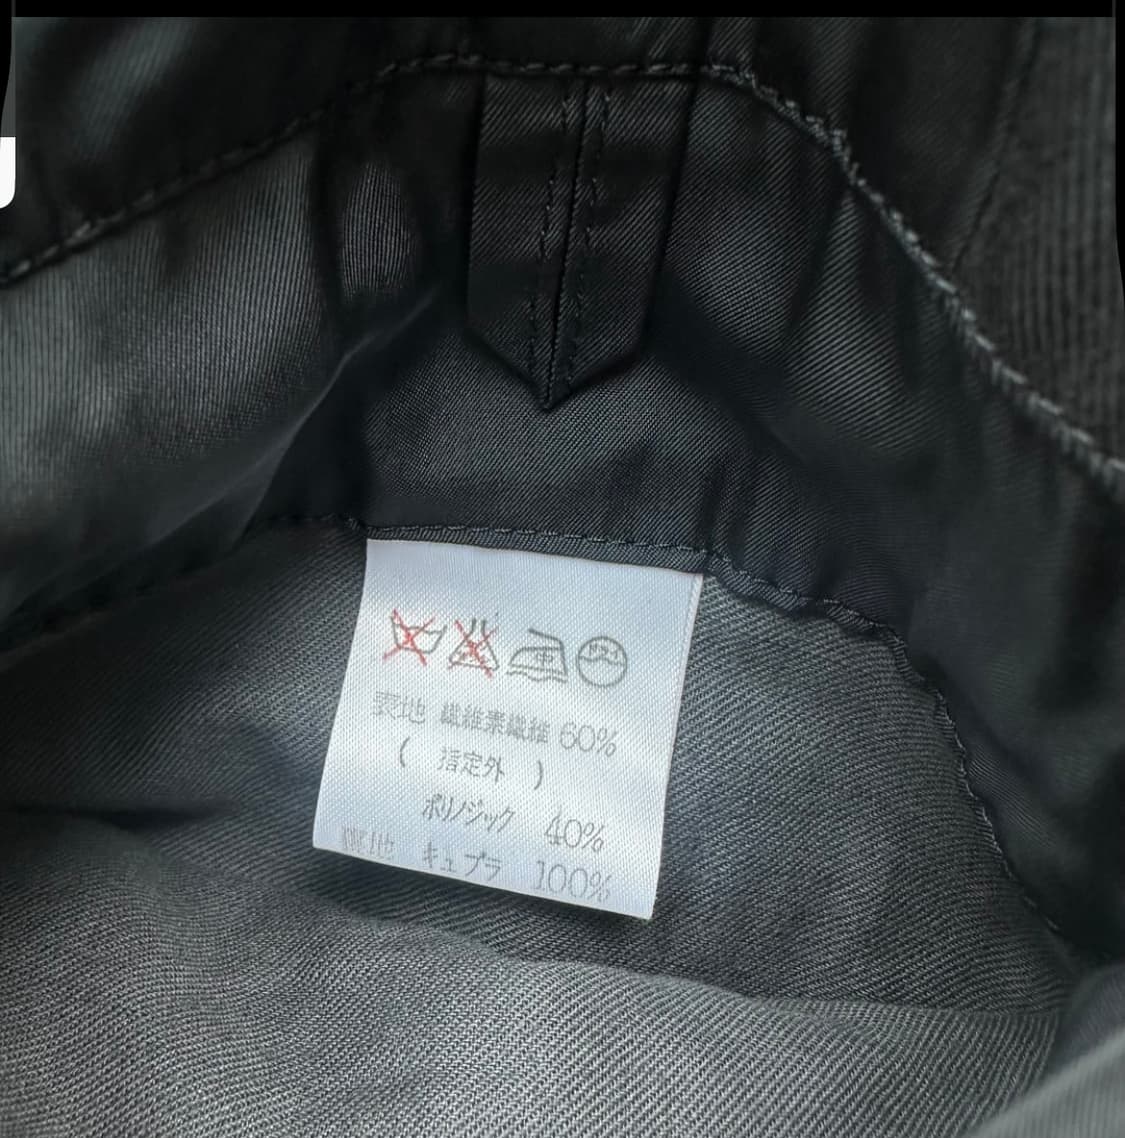 中
表地 繊維素繊維 60%
( 指定外 )
ポリノジック 40%
裏地 キュプラ 100%